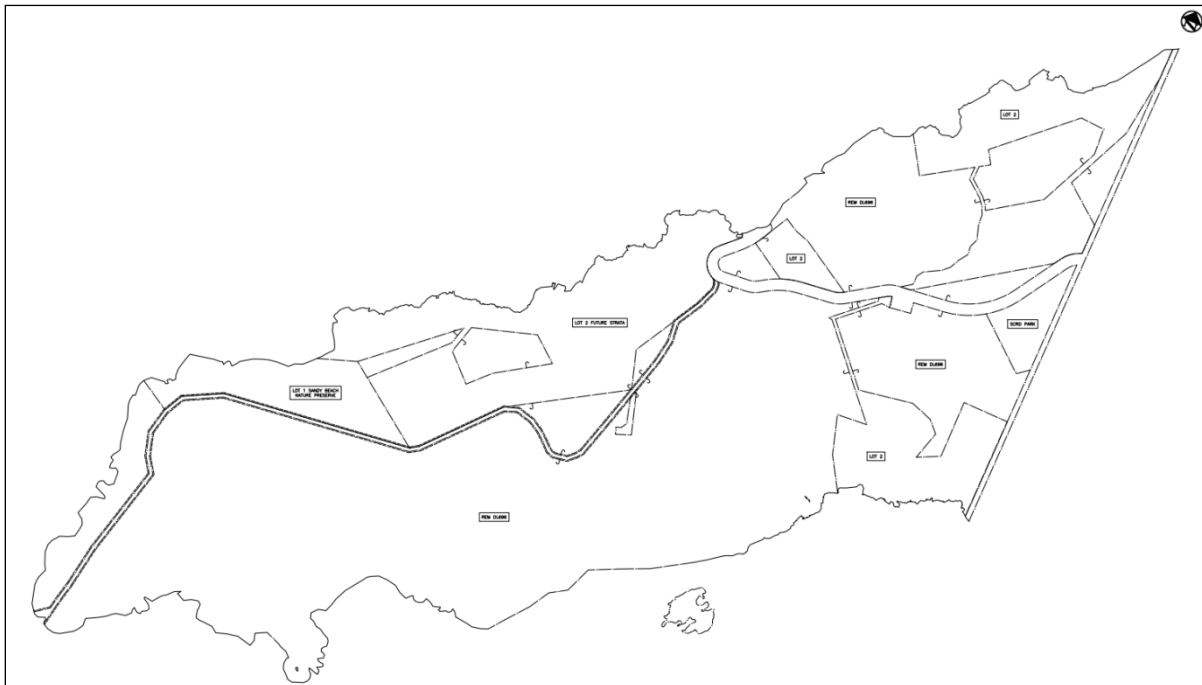 LOT 2
REM DL696
LOT 2
LOT 2 FUTURE STRATA
SCRD PARK
REM DL696
LOT 1 SANDY BEACH
NATURE PRESERVE
LOT 2
REM DL696